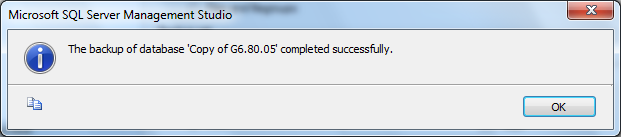 Microsoft SQL Server Management Studio
The backup of database 'Copy of G6.80.05' completed successfully.
OK